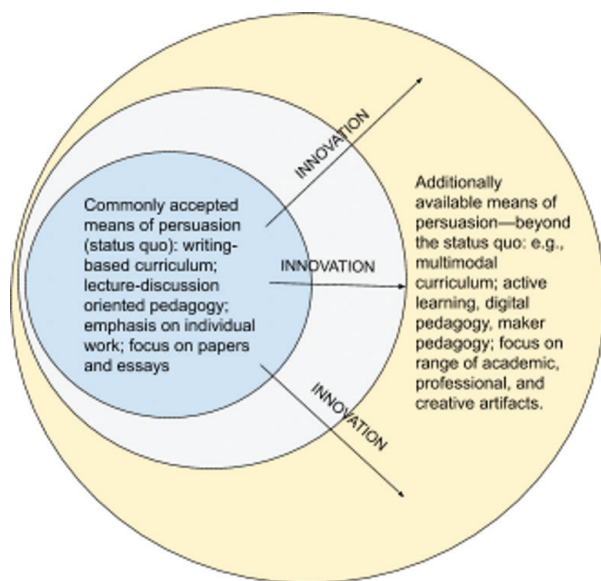 INNOVATION
Commonly accepted
means of persuasion
(status quo): writing-
based curriculum;
lecture-discussion
oriented pedagogy;
emphasis on individual
work; focus on papers
and essays
INNOVATION
INNOVATION
Additionally
available means of
persuasion—beyond
the status quo: e.g.,
multimodal
curriculum; active
learning, digital
pedagogy, maker
pedagogy; focus on
range of academic,
professional, and
creative artifacts.